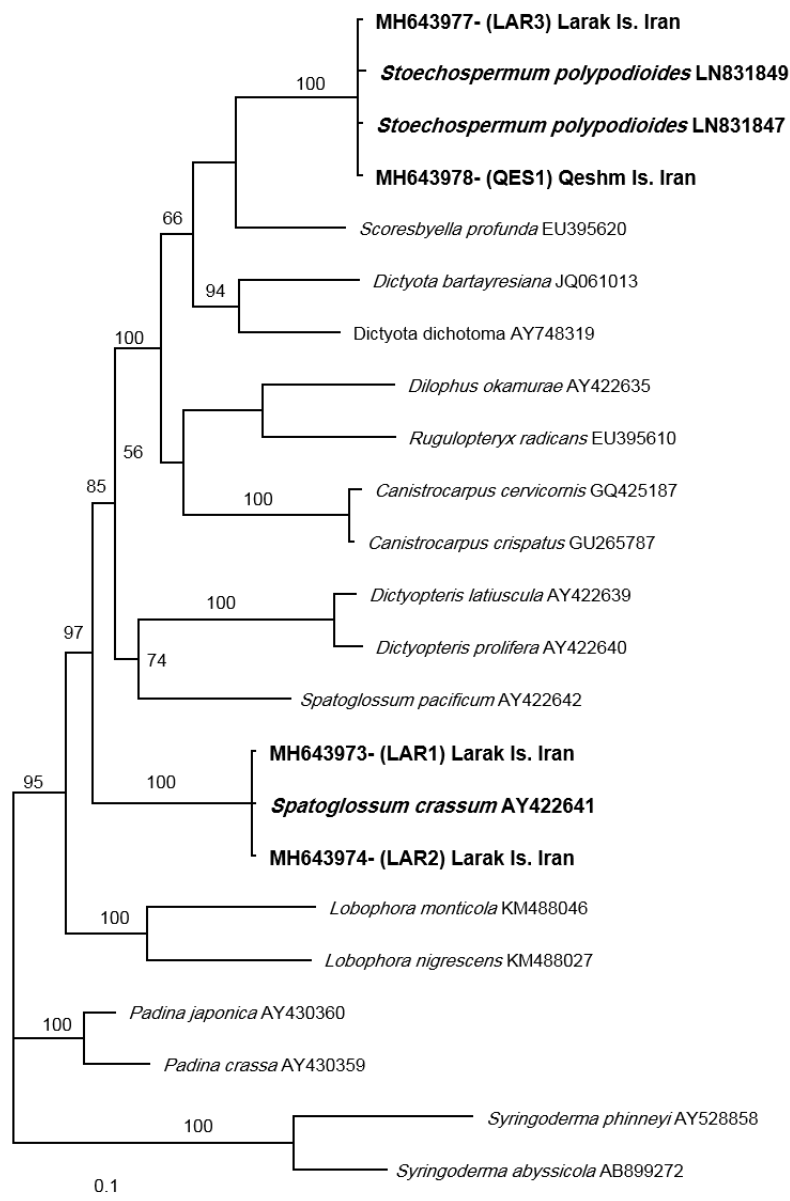 MH643977- (LAR3) Larak Is. Iran
100
Stoechospermum polypodioides LN831849
Stoechospermum polypodioides LN831847
MH643978- (QES1) Qeshm Is. Iran
66
Scoresbyella profunda EU395620
Dictyota bartayresiana JQ061013
94
Dictyota dichotoma AY748319
100
Dilophus okamurae AY422635
Rugulopteryx radicans EU395610
56
85
100
Canistrocarpus cervicornis GQ425187
Canistrocarpus crispatus GU265787
Dictyopteris latiuscula AY422639
100
97
Dictyopteris prolifera AY422640
74
Spatoglossum pacificum AY422642
MH643973- (LAR1) Larak Is. Iran
95
100
Spatoglossum crassum AY422641
MH643974- (LAR2) Larak Is. Iran
Lobophora monticola KM488046
100
Lobophora nigrescens KM488027
Padina japonica AY430360
100
Padina crassa AY430359
Syringoderma phinneyi AY528858
100
Syringoderma abyssicola AB899272
0.1